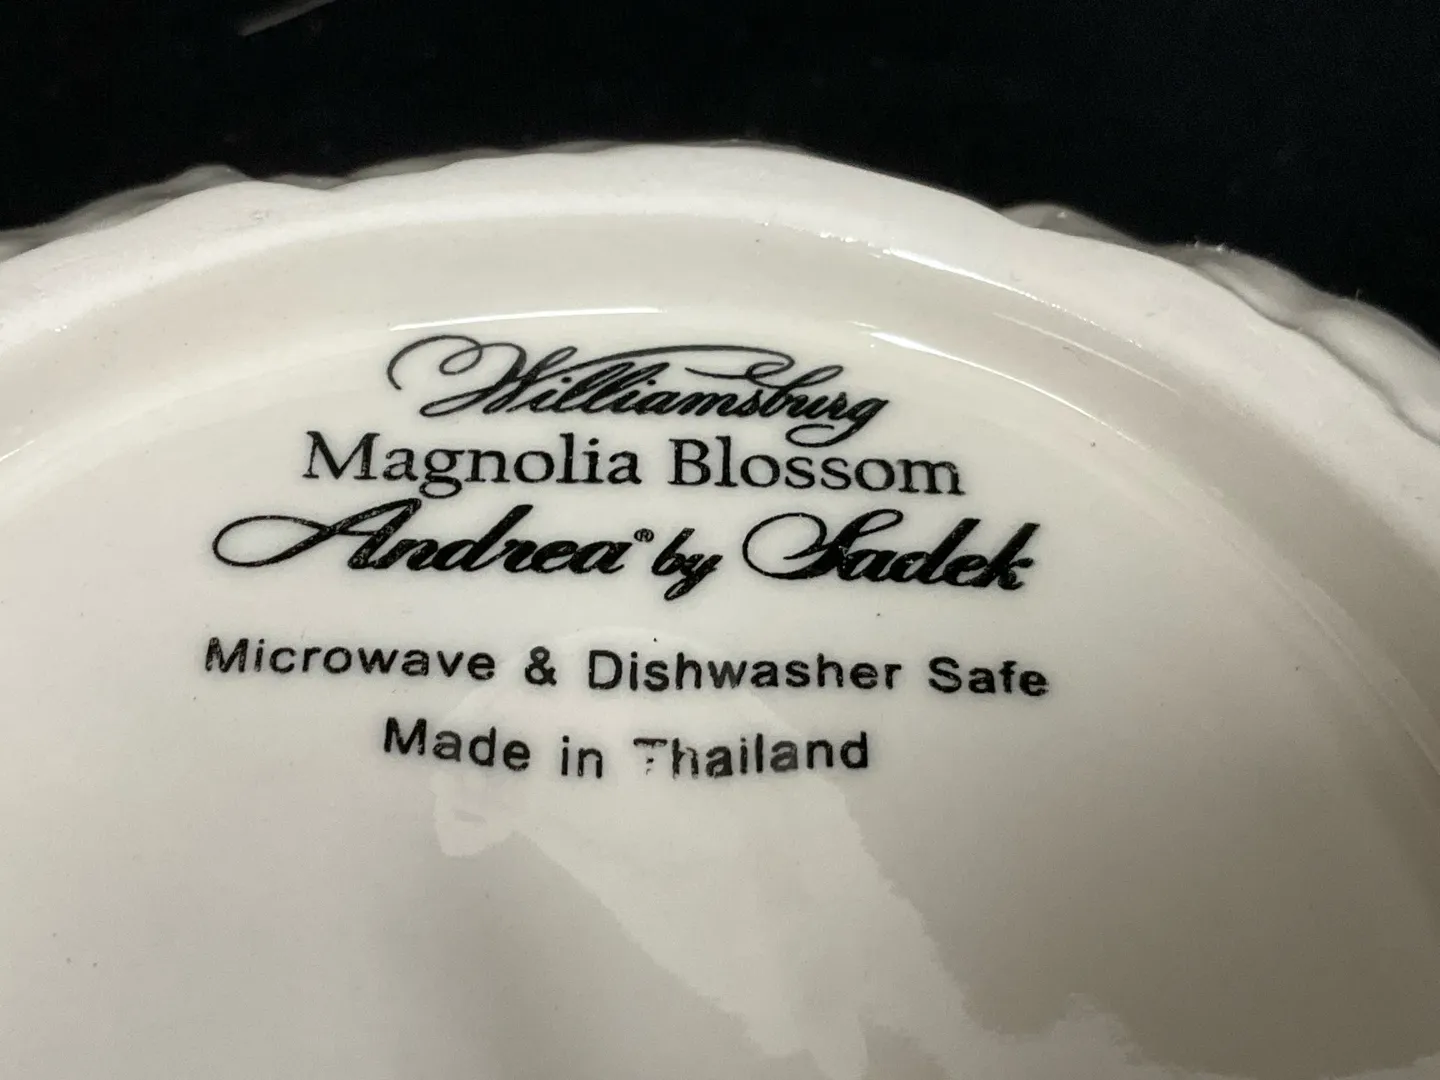 Williamsburg
Magnolia Blossom
Andrea® by Sadek
Microwave & Dishwasher Safe
Made in Thailand